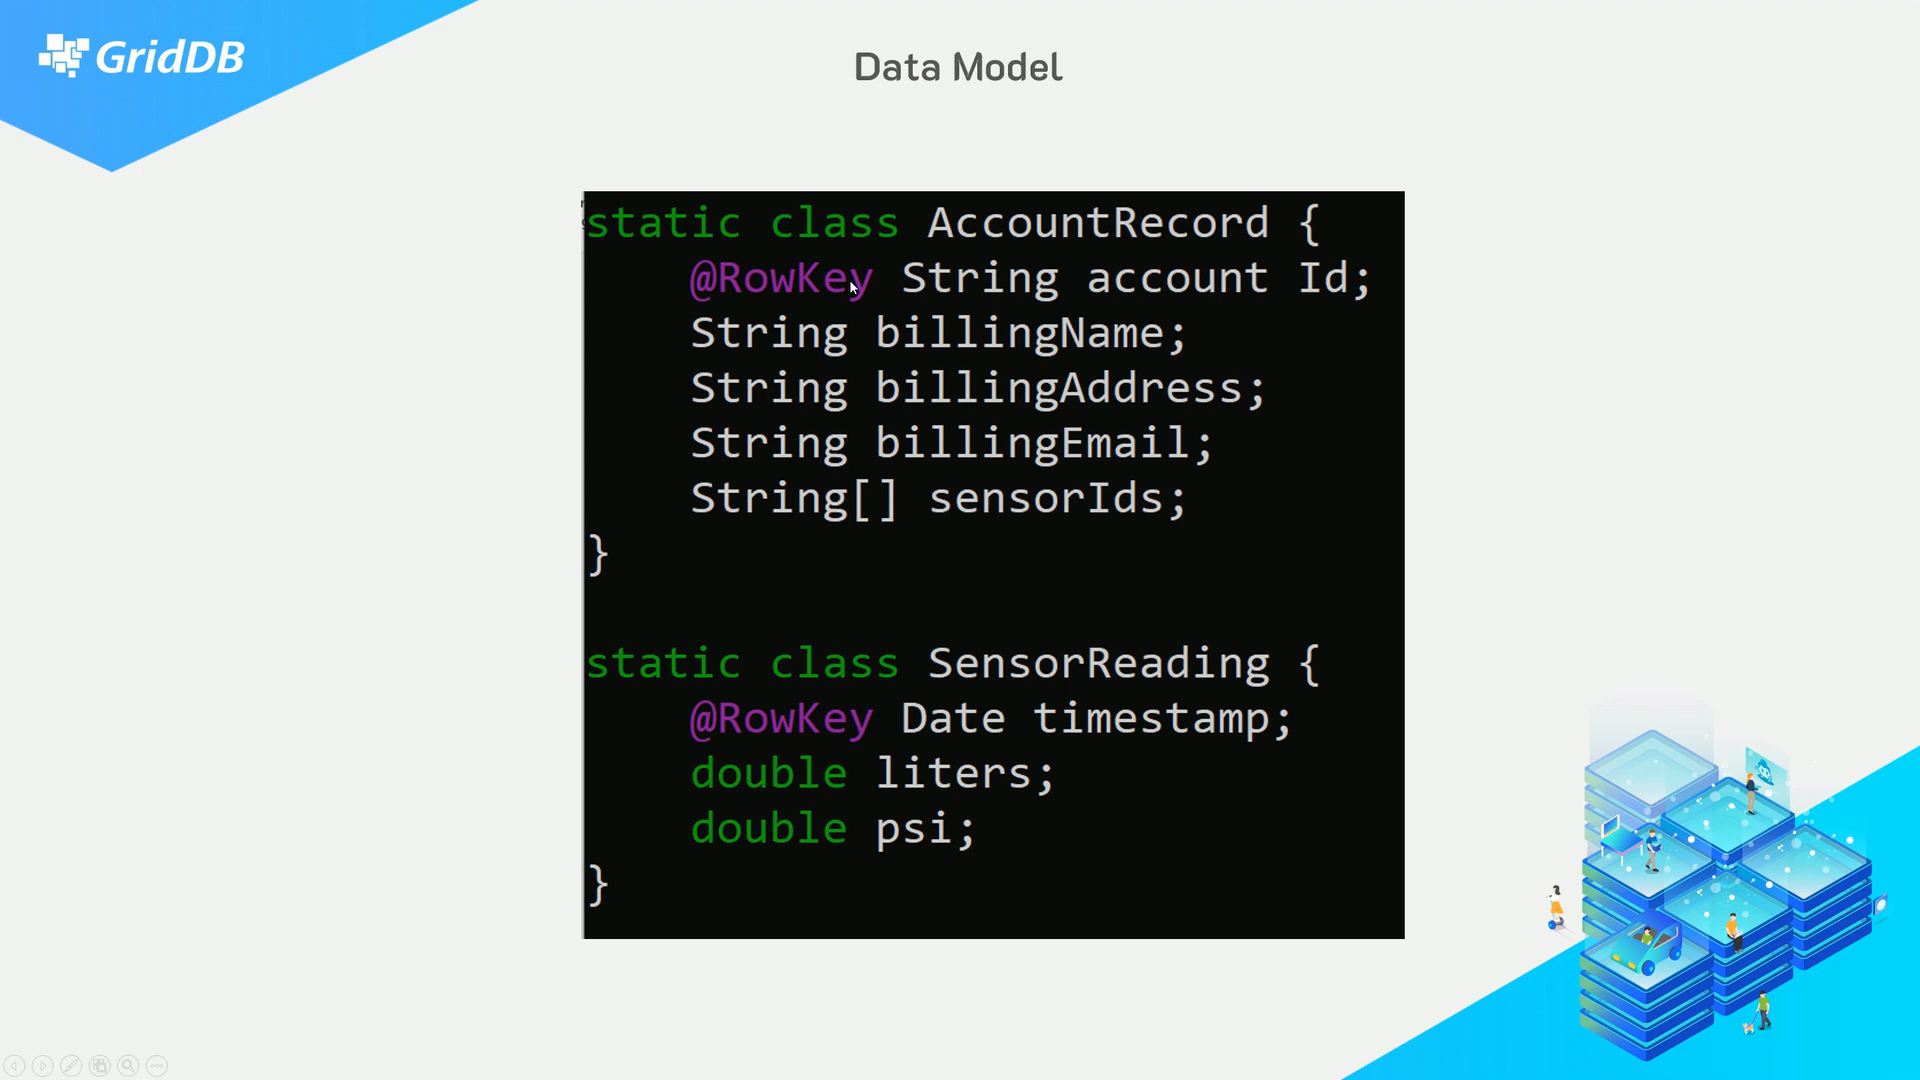 GridDB
Data Model
static class AccountRecord {
@RowKey String account Id;
String billingName;
String billingAddress;
String billingEmail;
String[] sensorIds;
}
static class SensorReading {
@RowKey Date timestamp;
double liters;
double psi;
}